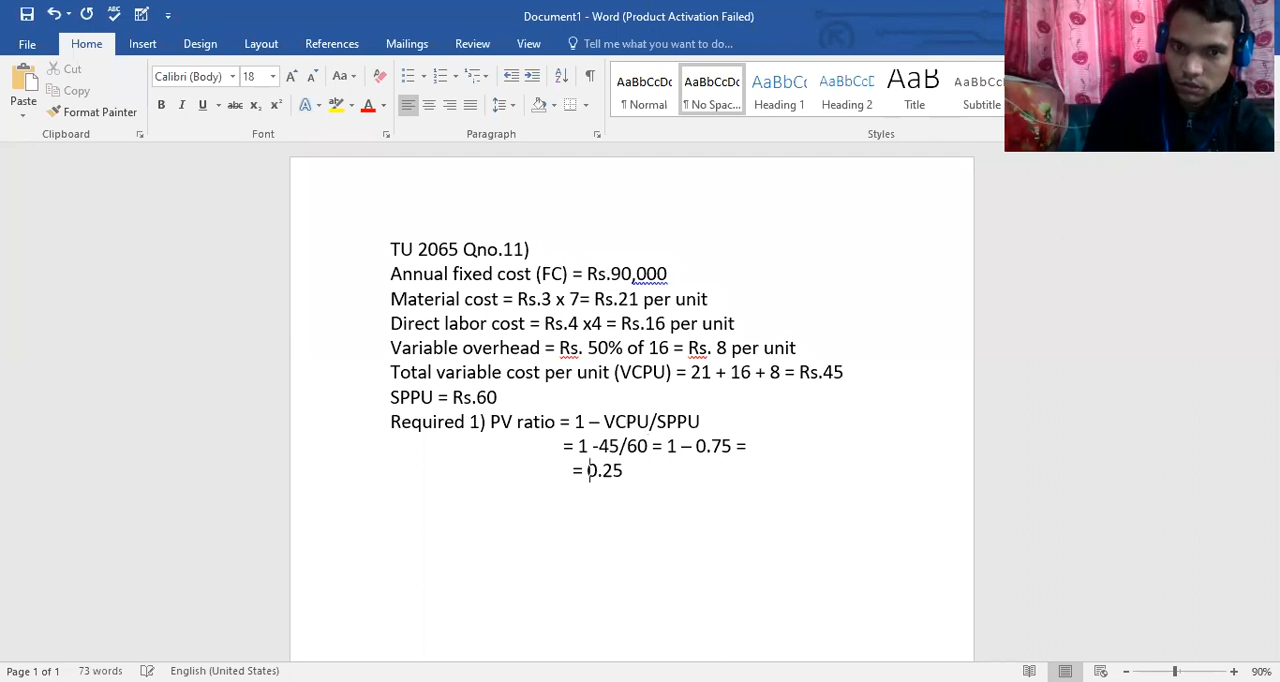 Document1 - Word (Product Activation Failed)
File Home Insert Design Layout References Mailings Review View Tell me what you want to do...
Paste
Cut
Copy
Format Painter
Clipboard
Calibri (Body) 18
Font
Paragraph
AaBbCcDc AaBbCcDc AaBbCc AaBbCcD AaB AaBbCc
¶ Normal ¶ No Spac... Heading 1 Heading 2 Title Subtitle
Styles
TU 2065 Qno.11)
Annual fixed cost (FC) = Rs.90,000
Material cost = Rs.3 x 7= Rs.21 per unit
Direct labor cost = Rs.4 x4 = Rs.16 per unit
Variable overhead = Rs. 50% of 16 = Rs. 8 per unit
Total variable cost per unit (VCPU) = 21 + 16 + 8 = Rs.45
SPPU = Rs.60
Required 1) PV ratio = 1 – VCPU/SPPU
= 1 -45/60 = 1 – 0.75 =
= 0.25
Page 1 of 1 73 words English (United States) 90%